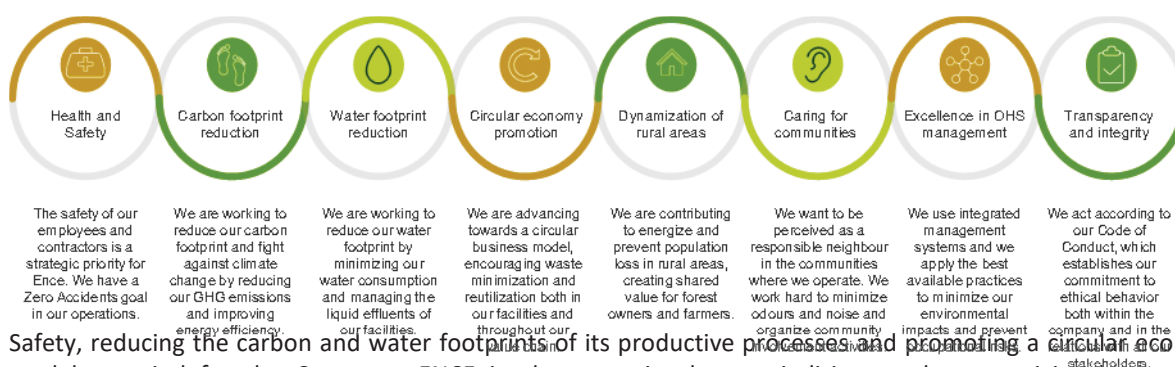 Health and
Safety
Carbon footprint
reduction
Water footprint
reduction
Circular economy
promotion
Dynamization of
rural areas
Caring for
communities
Excellence in OHS
management
Transparency
and integrity
The safety of our
employees and
contractors is a
strategic priority for
Ence. We have a
Zero Accidents goal
in our operations.
We are working to
reduce our carbon
footprint and fight
against climate
change by reducing
our GHG emissions
and improving
energy efficiency.
We are working to
reduce our water
footprint by
minimizing our
water consumption
and managing the
liquid effluents of
our facilities.
We are advancing
towards a circular
business model,
encouraging waste
minimization and
reutilization both in
our facilities and
throughout our
value chain.
We are contributing
to energize and
prevent population
loss in rural areas,
creating shared
value for forest
owners and farmers.
We want to be
perceived as a
responsible neighbour
in the communities
where we operate. We
work hard to minimize
odours and noise and
organize community
involvement activities.
We use integrated
management
systems and we
apply the best
available practices
to minimize our
environmental
impacts and prevent
occupational risks.
We act according to
our Code of
Conduct, which
establishes our
commitment to
ethical behavior
both within the
company and in the
relations with all our
stakeholders.
Safety, reducing the carbon and water footprints of its productive processes and promoting a circular eco